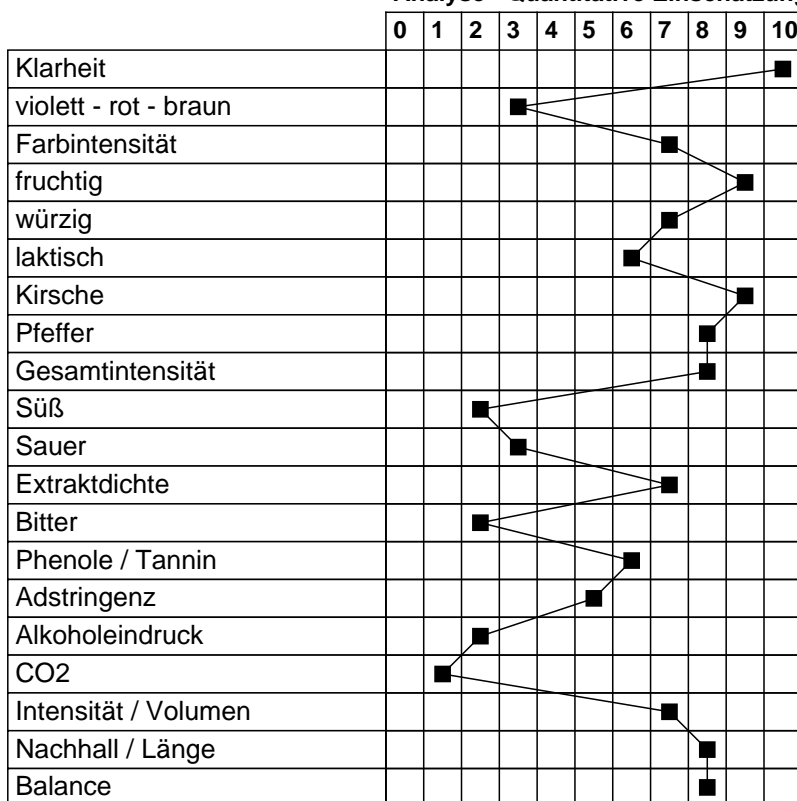 0 1 2 3 4 5 6 7 8 9 10
Klarheit
violett - rot - braun
Farbintensität
fruchtig
würzig
laktisch
Kirsche
Pfeffer
Gesamtintensität
Süß
Sauer
Extraktdichte
Bitter
Phenole / Tannin
Adstringenz
Alkoholeindruck
CO2
Intensität / Volumen
Nachhall / Länge
Balance